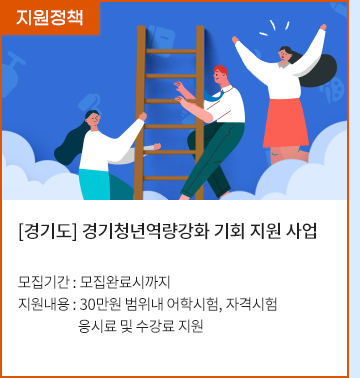 지원정책
[경기도] 경기청년역량강화 기회 지원 사업
모집기간 : 모집완료시까지
지원내용 : 30만원 범위내 어학시험, 자격시험
응시료 및 수강료 지원